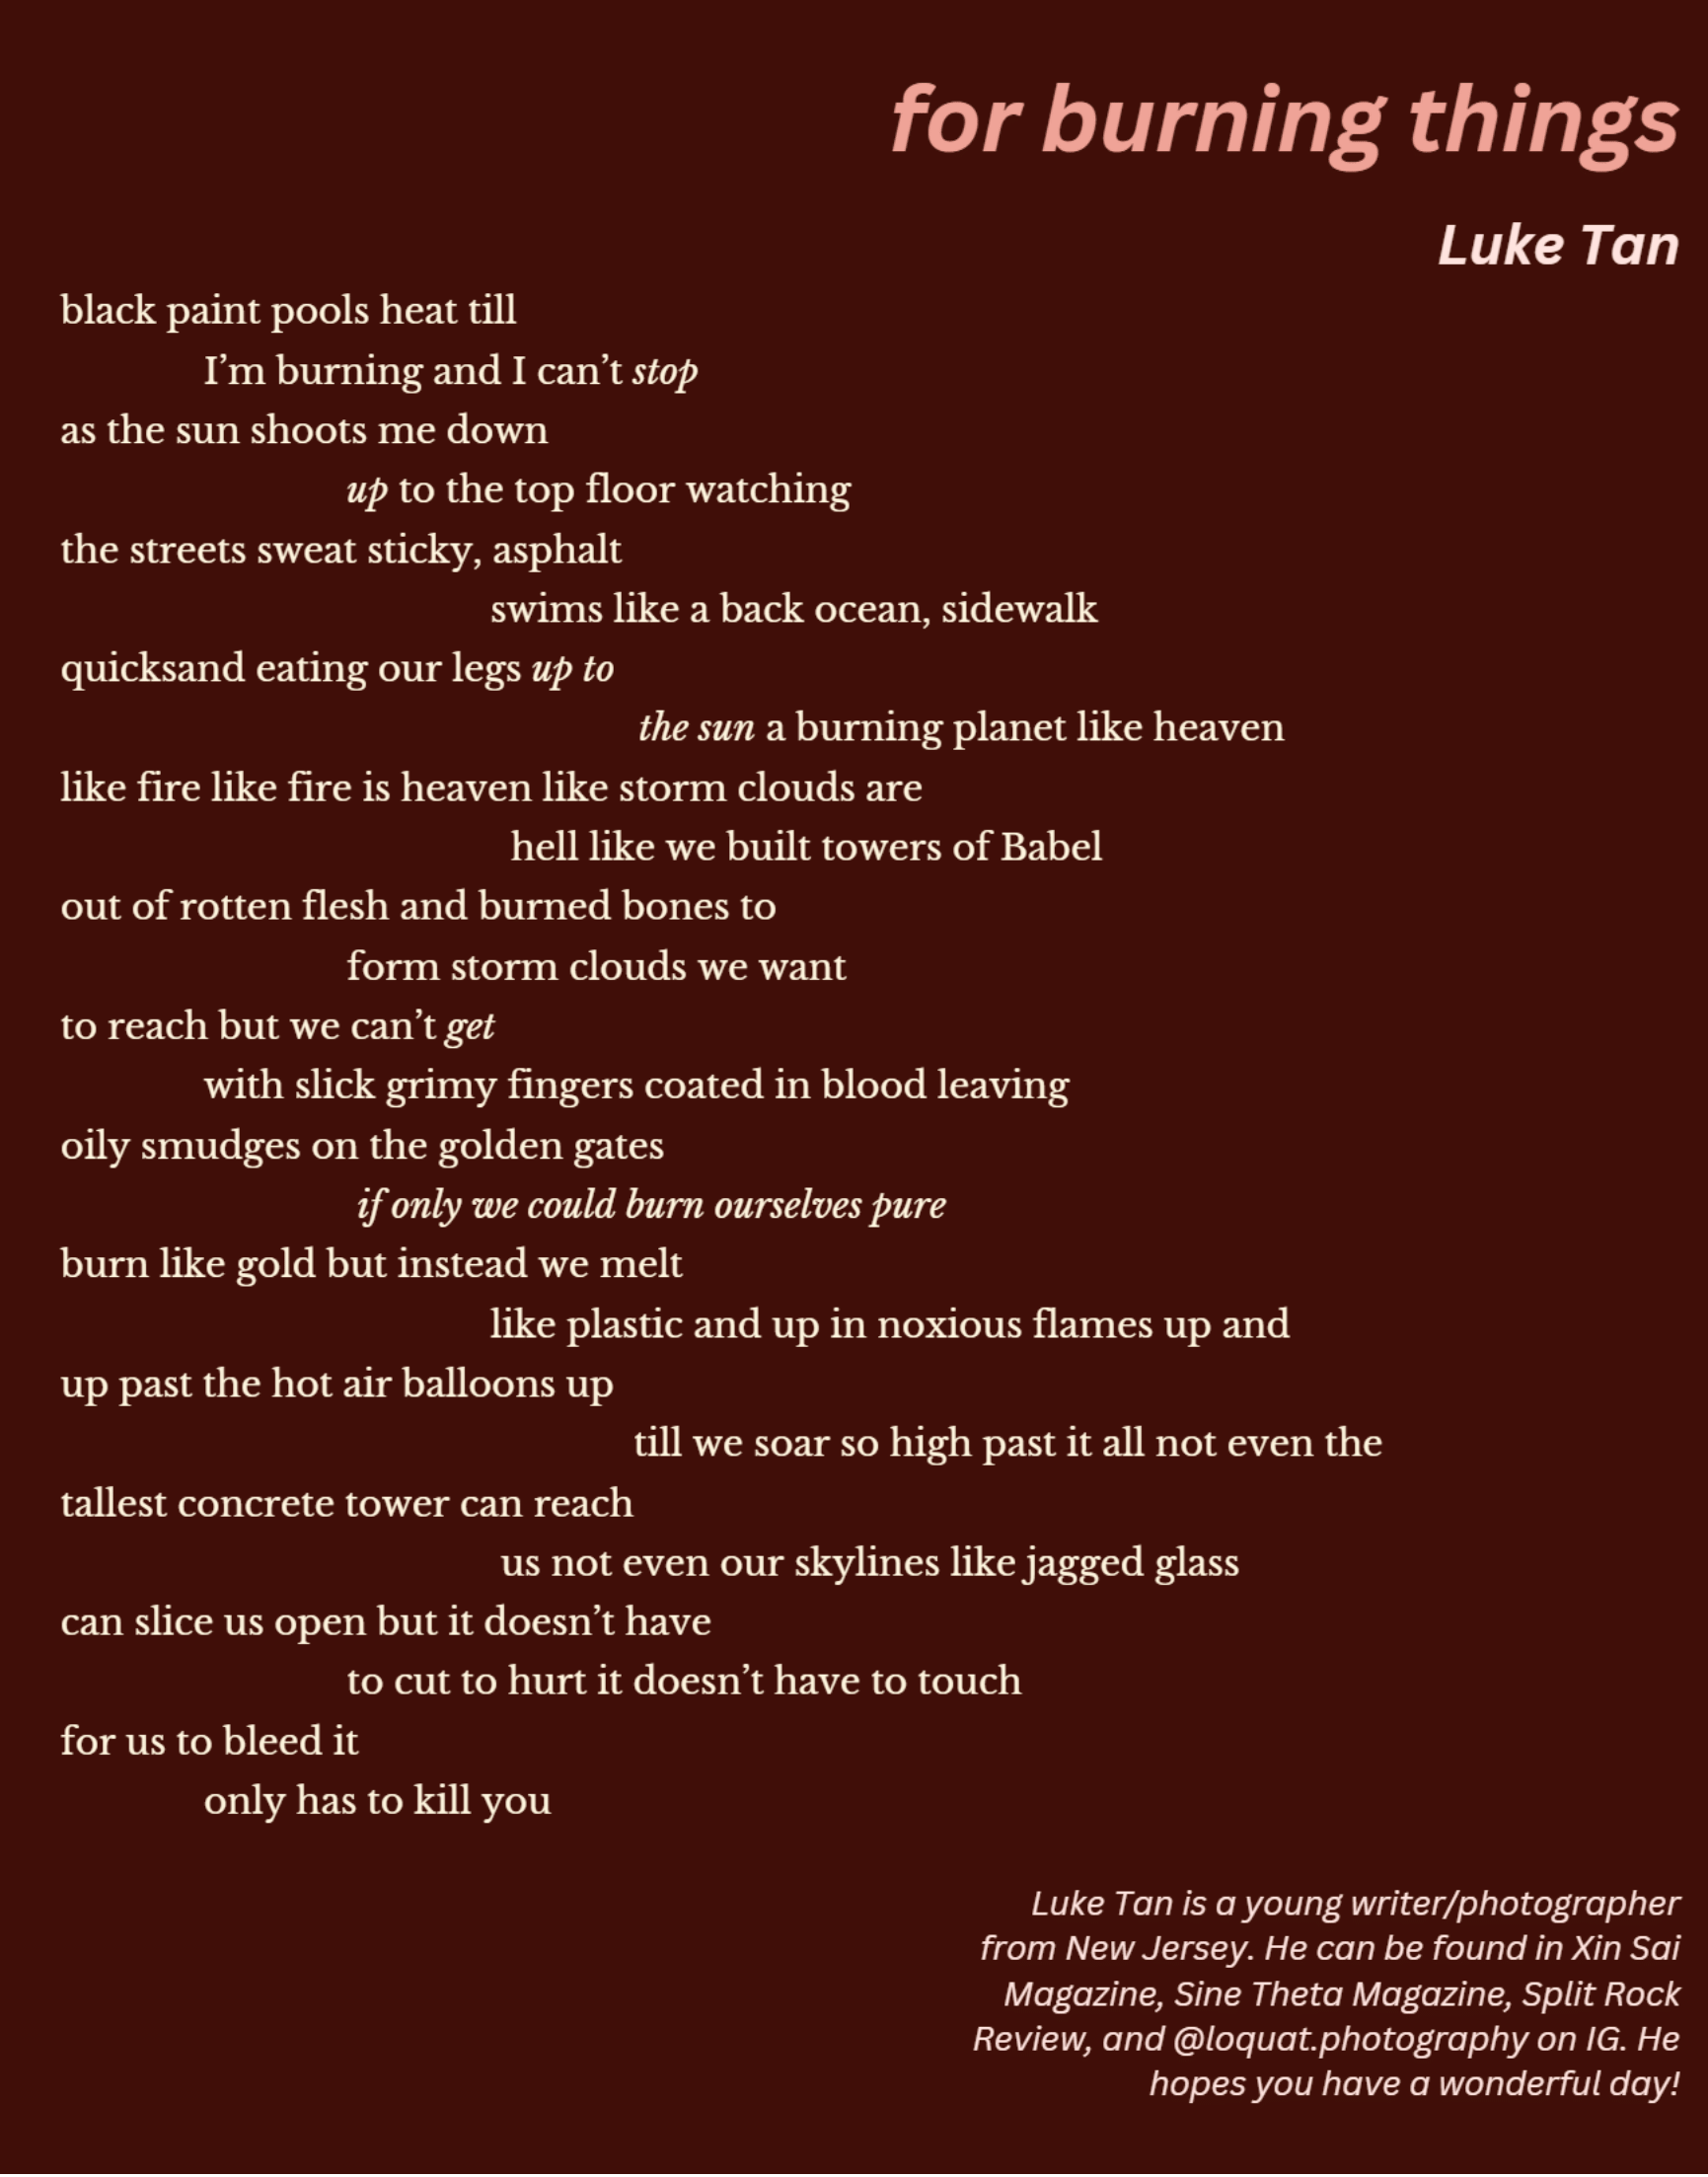 for burning things
Luke Tan
black paint pools heat till
I’m burning and I can’t stop
as the sun shoots me down
up to the top floor watching
the streets sweat sticky, asphalt
swims like a back ocean, sidewalk
quicksand eating our legs up to
the sun a burning planet like heaven
like fire like fire is heaven like storm clouds are
hell like we built towers of Babel
out of rotten flesh and burned bones to
form storm clouds we want
to reach but we can’t get
with slick grimy fingers coated in blood leaving
oily smudges on the golden gates
if only we could burn ourselves pure
burn like gold but instead we melt
like plastic and up in noxious flames up and
up past the hot air balloons up
till we soar so high past it all not even the
tallest concrete tower can reach
us not even our skylines like jagged glass
can slice us open but it doesn’t have
to cut to hurt it doesn’t have to touch
for us to bleed it
only has to kill you
Luke Tan is a young writer/photographer
from New Jersey. He can be found in Xin Sai
Magazine, Sine Theta Magazine, Split Rock
Review, and @loquat.photography on IG. He
hopes you have a wonderful day!